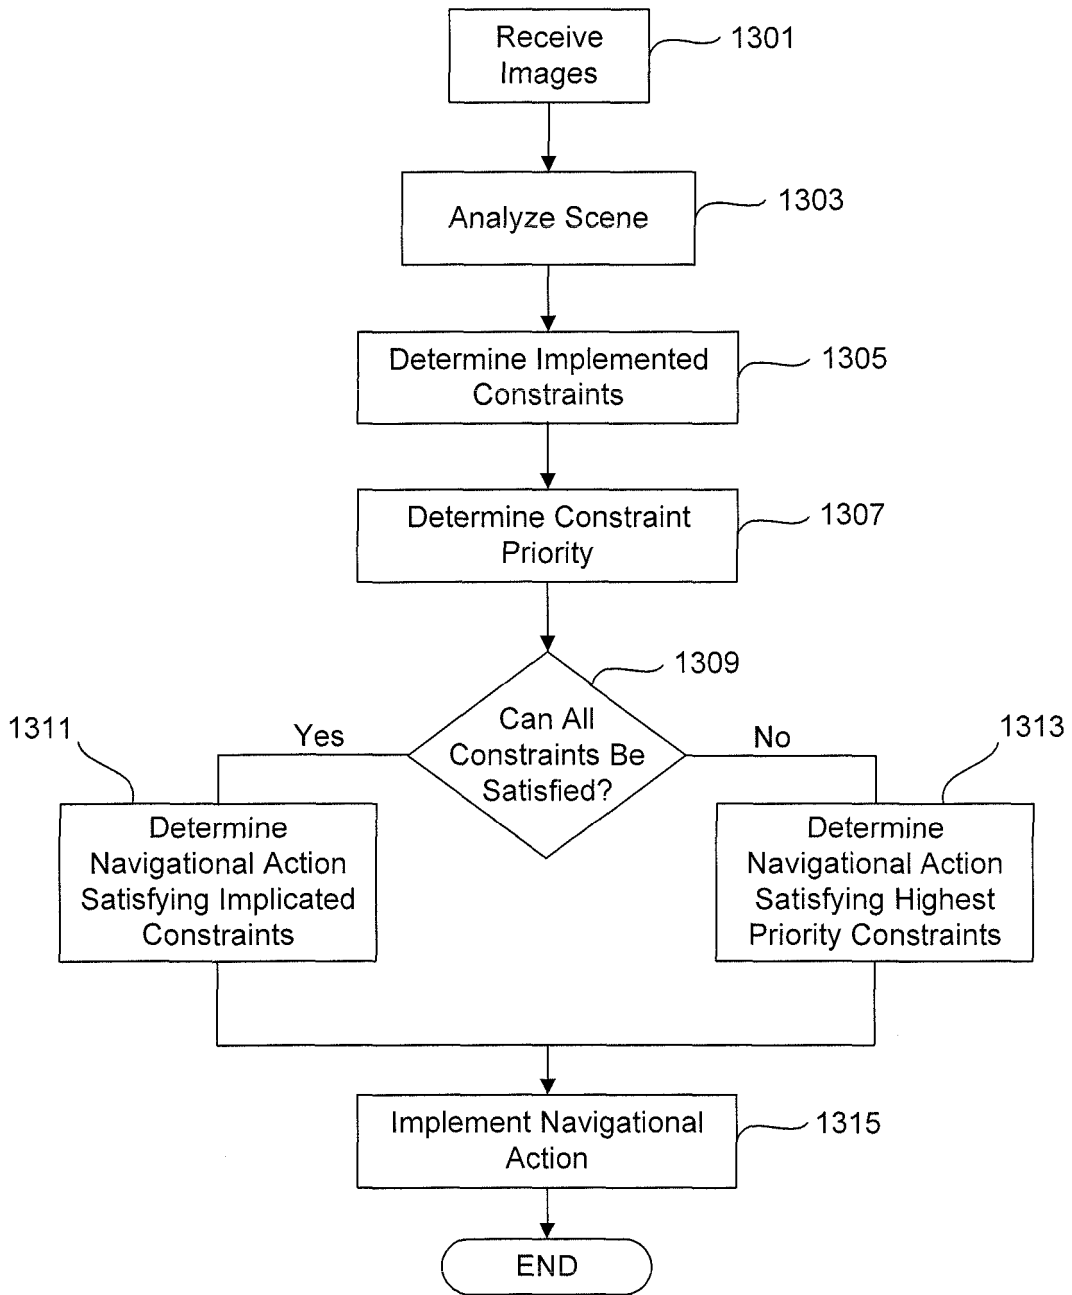 Receive
Images
1301
Analyze Scene
1303
Determine Implemented
Constraints
1305
Determine Constraint
Priority
1307
Can All
Constraints Be
Satisfied?
1309
Yes
No
1311
Determine
Navigational Action
Satisfying Implicated
Constraints
1313
Determine
Navigational Action
Satisfying Highest
Priority Constraints
Implement Navigational
Action
1315
END